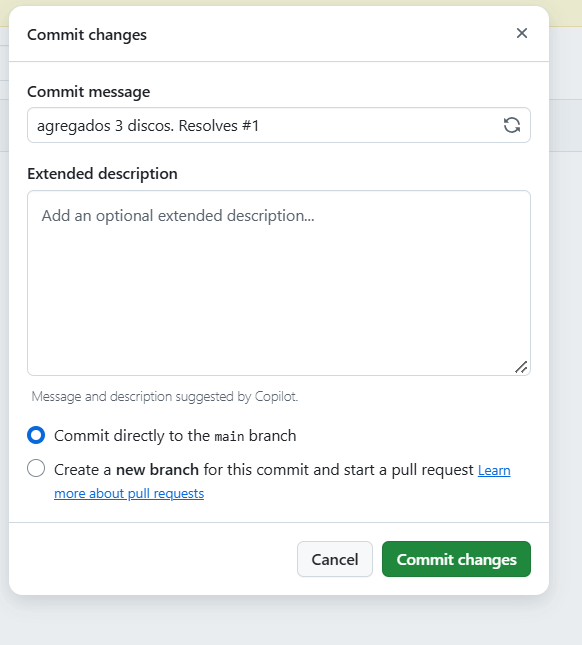 Commit changes
Commit message
agregados 3 discos. Resolves #1
Extended description
Add an optional extended description...
Message and description suggested by Copilot.
Commit directly to the main branch
Create a new branch for this commit and start a pull request Learn
more about pull requests
Cancel
Commit changes